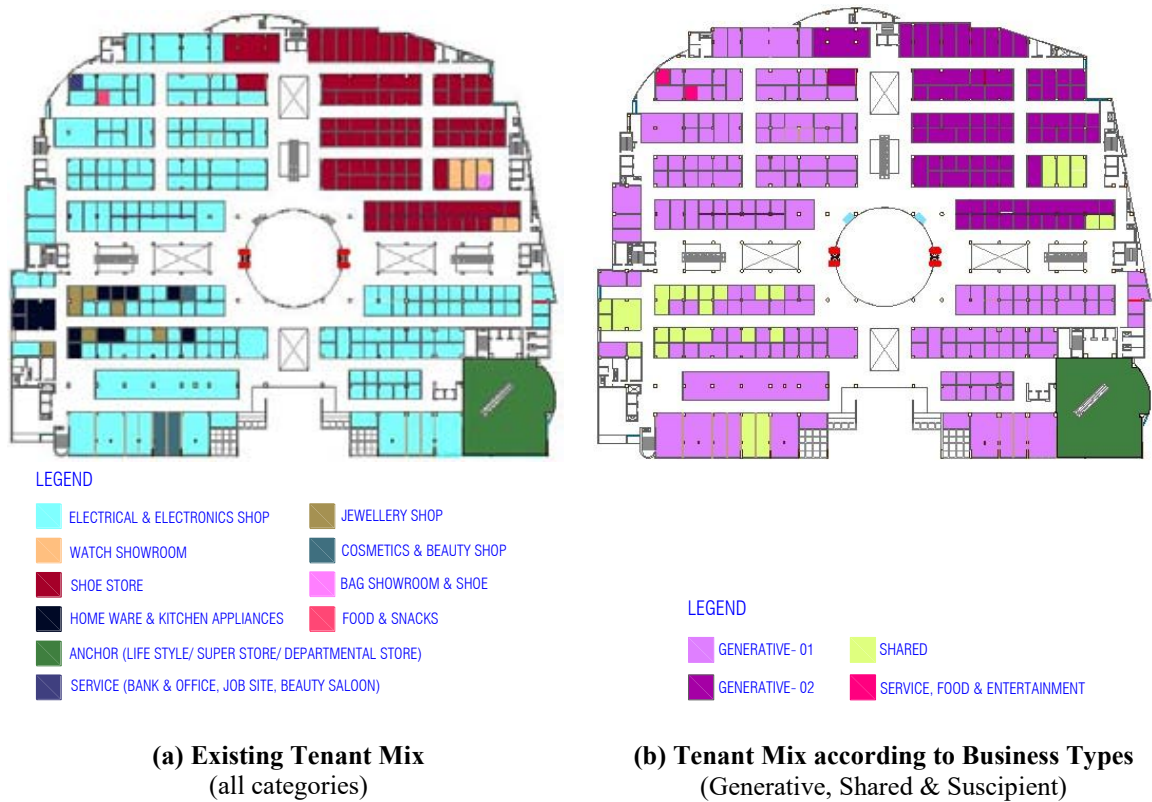 LEGEND
ELECTRICAL & ELECTRONICS SHOP
JEWELLERY SHOP
WATCH SHOWROOM
COSMETICS & BEAUTY SHOP
SHOE STORE
BAG SHOWROOM & SHOE
HOME WARE & KITCHEN APPLIANCES
FOOD & SNACKS
ANCHOR (LIFE STYLE/ SUPER STORE/ DEPARTMENTAL STORE)
SERVICE (BANK & OFFICE, JOB SITE, BEAUTY SALOON)
(a) Existing Tenant Mix
(all categories)
LEGEND
GENERATIVE- 01
SHARED
GENERATIVE- 02
SERVICE, FOOD & ENTERTAINMENT
(b) Tenant Mix according to Business Types
(Generative, Shared & Suscipient)